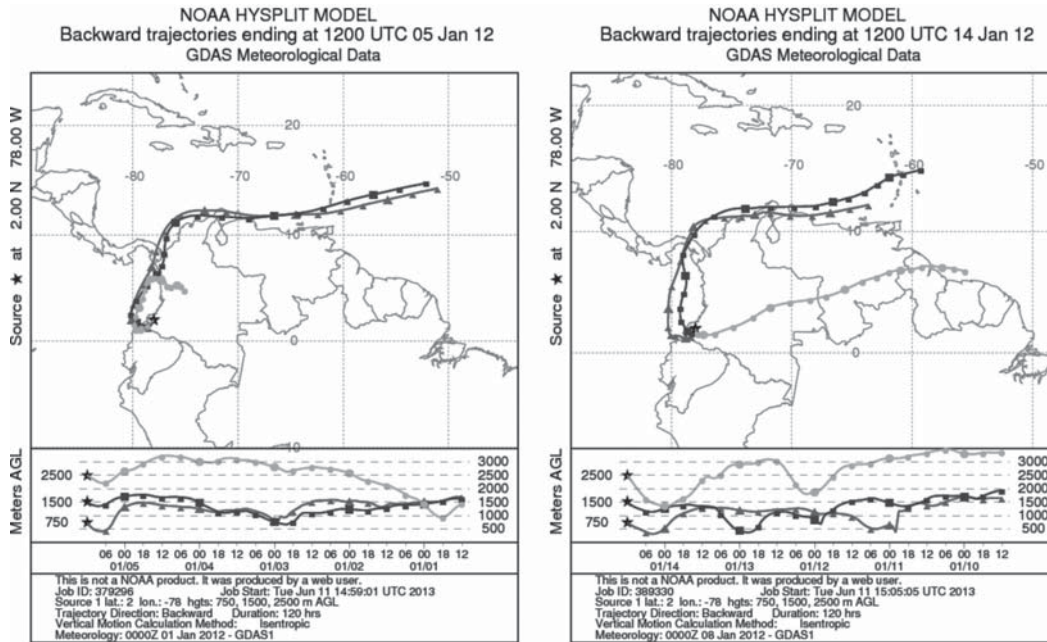 NOAA HYSPLIT MODEL
Backward trajectories ending at 1200 UTC 05 Jan 12
GDAS Meteorological Data
Source ★ at 2.00 N 78.00 W
20
-80 -70 -60 -50
10
0
10
Meters AGL
2500
1500
750
3000
2500
2000
1500
1000
500
06 00 18 12 06 00 18 12 06 00 18 12 06 00 18 12 06 00 18 12
01/05 01/04 01/03 01/02 01/01
This is not a NOAA product. It was produced by a web user.
Job ID: 379296 Job Start: Tue Jun 11 14:59:01 UTC 2013
Source 1 lat.: 2 lon.: -78 hgts: 750, 1500, 2500 m AGL
Trajectory Direction: Backward Duration: 120 hrs
Vertical Motion Calculation Method: Isentropic
Meteorology: 0000Z 01 Jan 2012 - GDAS1
NOAA HYSPLIT MODEL
Backward trajectories ending at 1200 UTC 14 Jan 12
GDAS Meteorological Data
Source ★ at 2.00 N 78.00 W
20
-80 -70 -60 -50
10
0
Meters AGL
2500
1500
750
3000
2500
2000
1500
1000
500
06 00 18 12 06 00 18 12 06 00 18 12 06 00 18 12 06 00 18 12
01/14 01/13 01/12 01/11 01/10
This is not a NOAA product. It was produced by a web user.
Job ID: 389330 Job Start: Tue Jun 11 15:05:05 UTC 2013
Source 1 lat.: 2 lon.: -78 hgts: 750, 1500, 2500 m AGL
Trajectory Direction: Backward Duration: 120 hrs
Vertical Motion Calculation Method: Isentropic
Meteorology: 0000Z 08 Jan 2012 - GDAS1